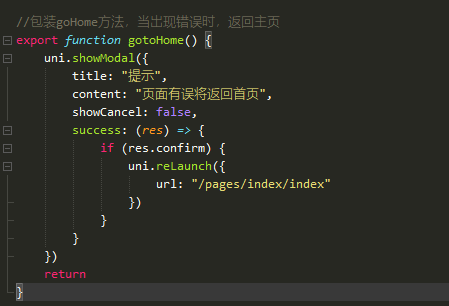 //包装goHome方法，当出现错误时，返回主页
export function gotoHome() {
    uni.showModal({
        title: "提示",
        content: "页面有误将返回首页",
        showCancel: false,
        success: (res) => {
            if (res.confirm) {
                uni.reLaunch({
                    url: "/pages/index/index"
                })
            }
        }
    })
    return
}